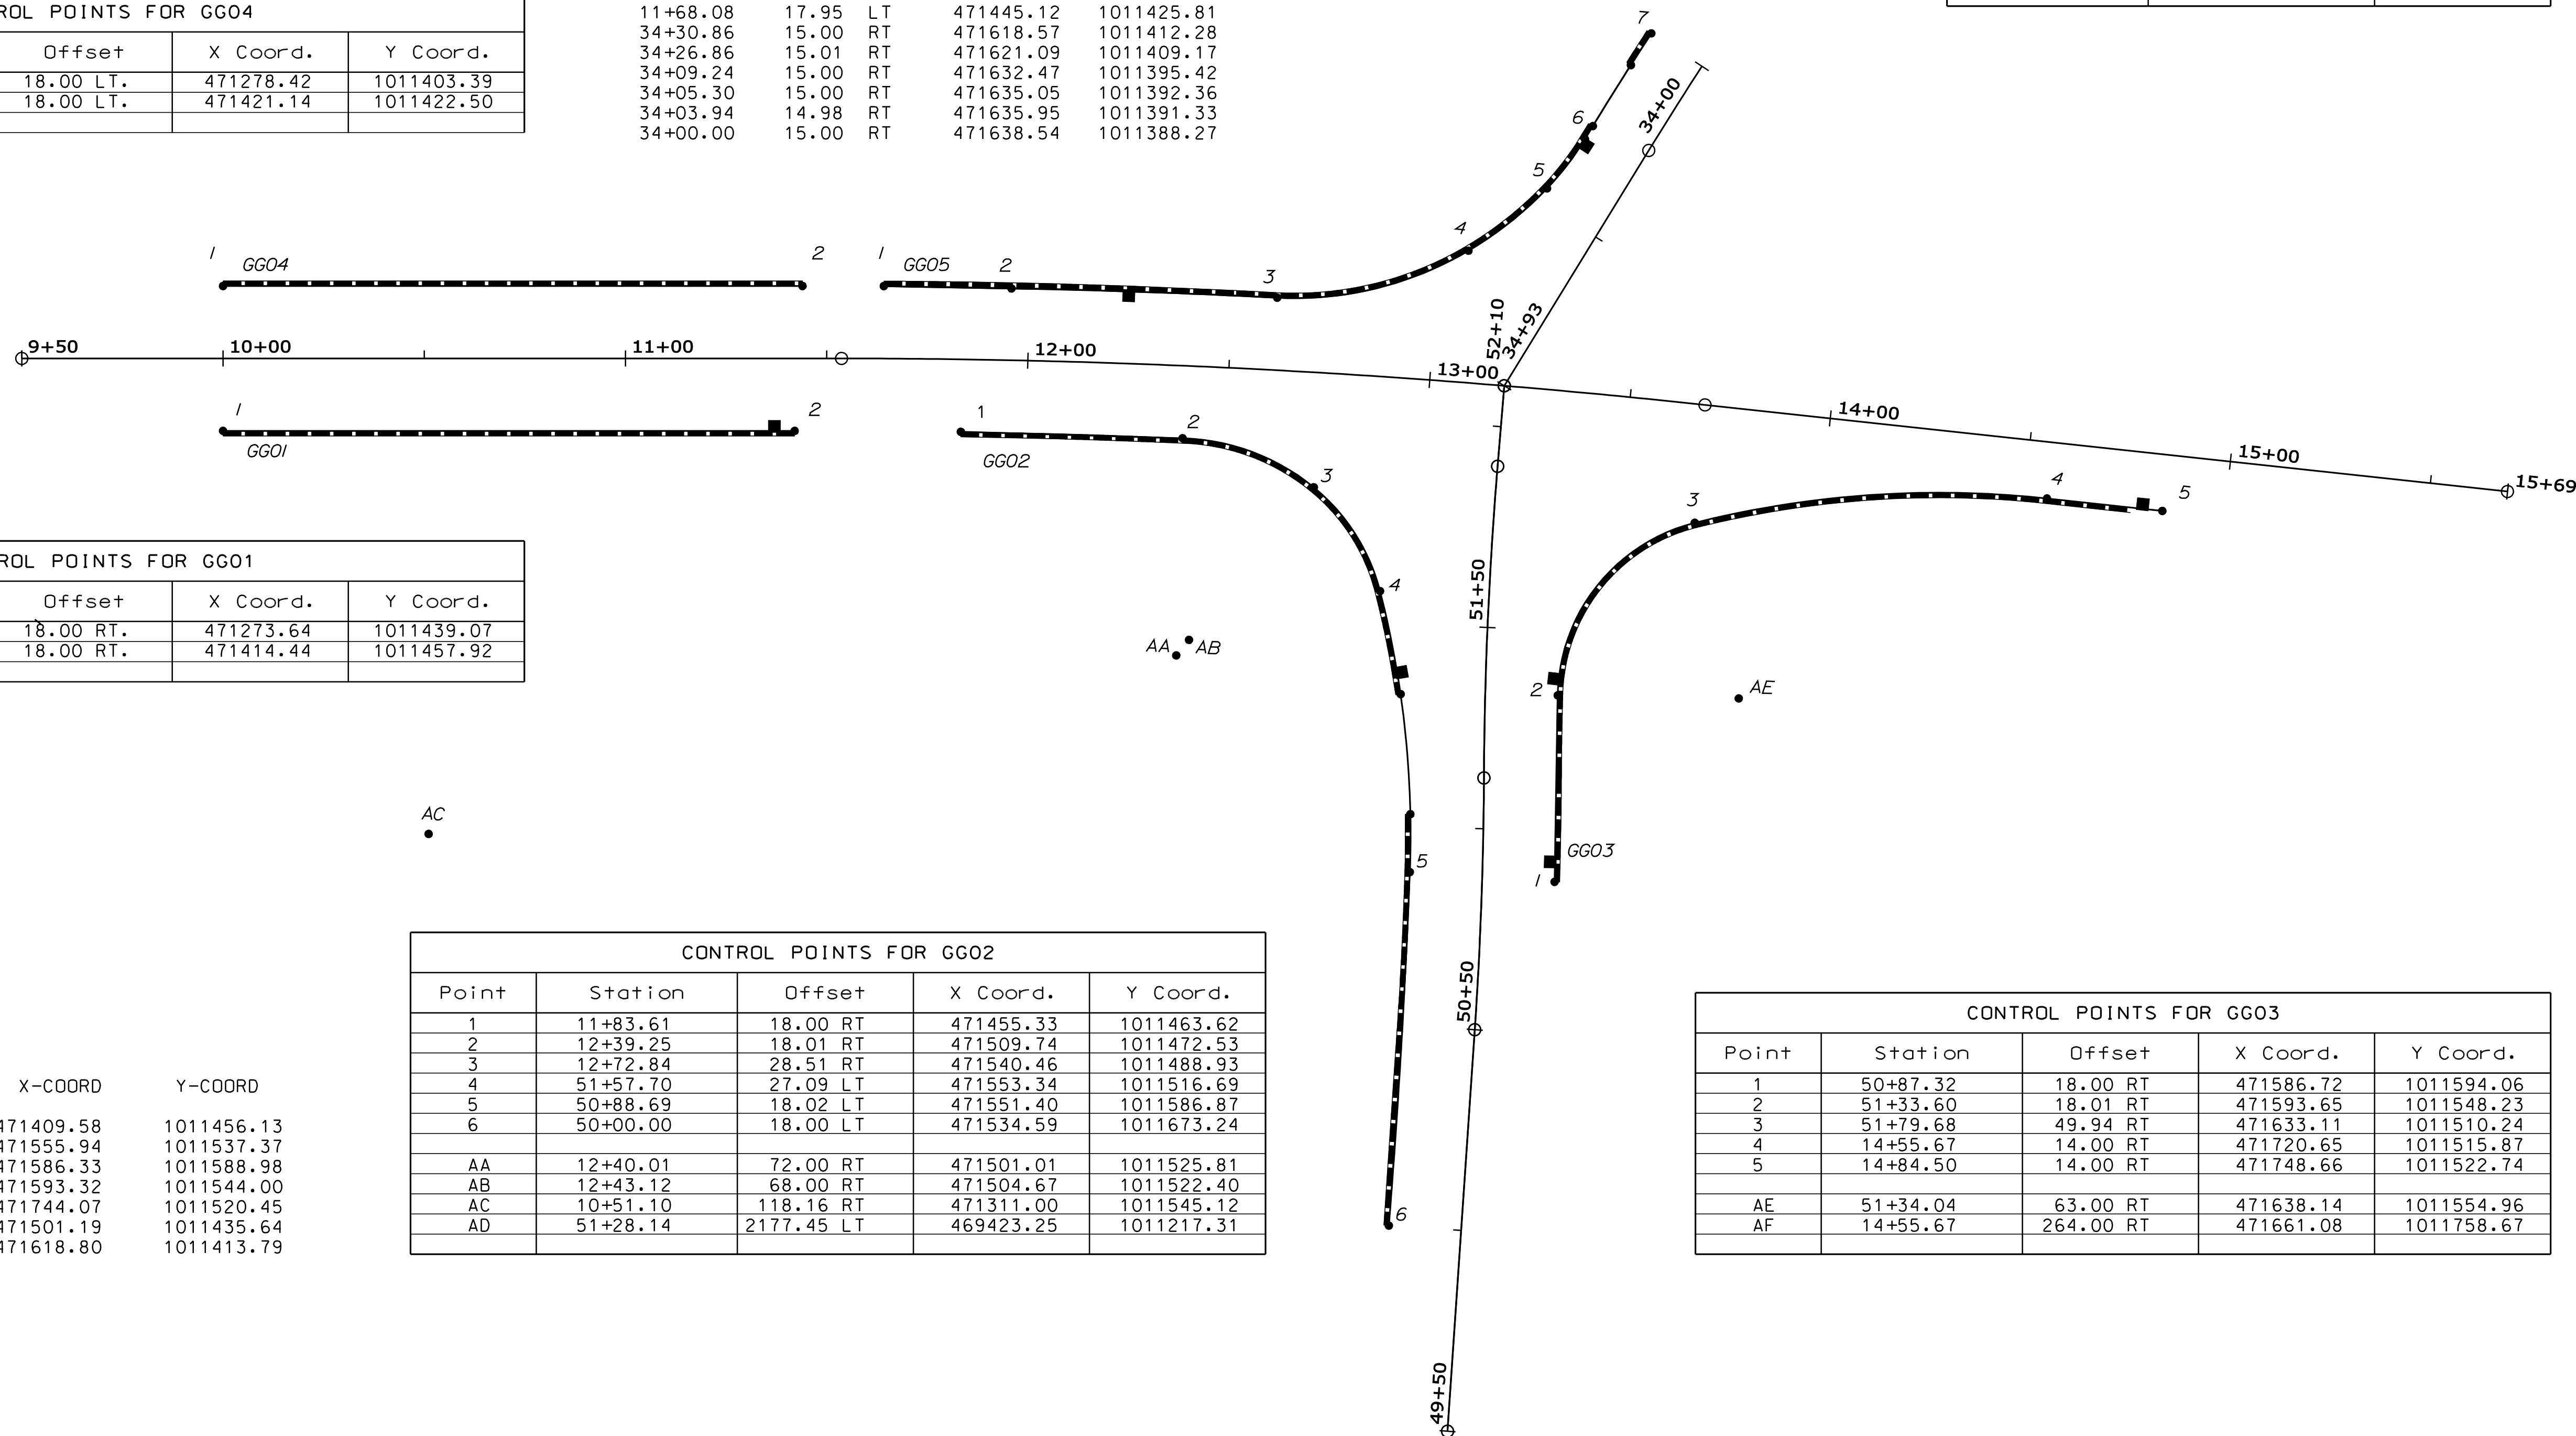 ROL POINTS FOR GG04
Offset X Coord. Y Coord.
18.00 LT. 471278.42 1011403.39
18.00 LT. 471421.14 1011422.50
11+68.08 17.95 LT 471445.12 1011425.81
34+30.86 15.00 RT 471618.57 1011412.28
34+26.86 15.01 RT 471621.09 1011409.17
34+09.24 15.00 RT 471632.47 1011395.42
34+05.30 15.00 RT 471635.05 1011392.36
34+03.94 14.98 RT 471635.95 1011391.33
34+00.00 15.00 RT 471638.54 1011388.27
7
34+00
6
5
4
1 GG04 2
1 GG05 2 3
52+10
34+93
9+50 10+00 11+00 12+00 13+00 14+00 15+00 15+69
1 GG01 2
1 GG02 2 3 4
3 4 5
51+50
AA AB
2 AE
AC
5
GG03
1
50+50
6
49+50
ROL POINTS FOR GG01
Offset X Coord. Y Coord.
18.00 RT. 471273.64 1011439.07
18.00 RT. 471414.44 1011457.92
X-COORD Y-COORD
471409.58 1011456.13
471555.94 1011537.37
471586.33 1011588.98
471593.32 1011544.00
471744.07 1011520.45
471501.19 1011435.64
471618.80 1011413.79
CONTROL POINTS FOR GG02
Point Station Offset X Coord. Y Coord.
1 11+83.61 18.00 RT 471455.33 1011463.62
2 12+39.25 18.01 RT 471509.74 1011472.53
3 12+72.84 28.51 RT 471540.46 1011488.93
4 51+57.70 27.09 LT 471553.34 1011516.69
5 50+88.69 18.02 LT 471551.40 1011586.87
6 50+00.00 18.00 LT 471534.59 1011673.24
AA 12+40.01 72.00 RT 471501.01 1011525.81
AB 12+43.12 68.00 RT 471504.67 1011522.40
AC 10+51.10 118.16 RT 471311.00 1011545.12
AD 51+28.14 2177.45 LT 469423.25 1011217.31
CONTROL POINTS FOR GG03
Point Station Offset X Coord. Y Coord.
1 50+87.32 18.00 RT 471586.72 1011594.06
2 51+33.60 18.01 RT 471593.65 1011548.23
3 51+79.68 49.94 RT 471633.11 1011510.24
4 14+55.67 14.00 RT 471720.65 1011515.87
5 14+84.50 14.00 RT 471748.66 1011522.74
AE 51+34.04 63.00 RT 471638.14 1011554.96
AF 14+55.67 264.00 RT 471661.08 1011758.67